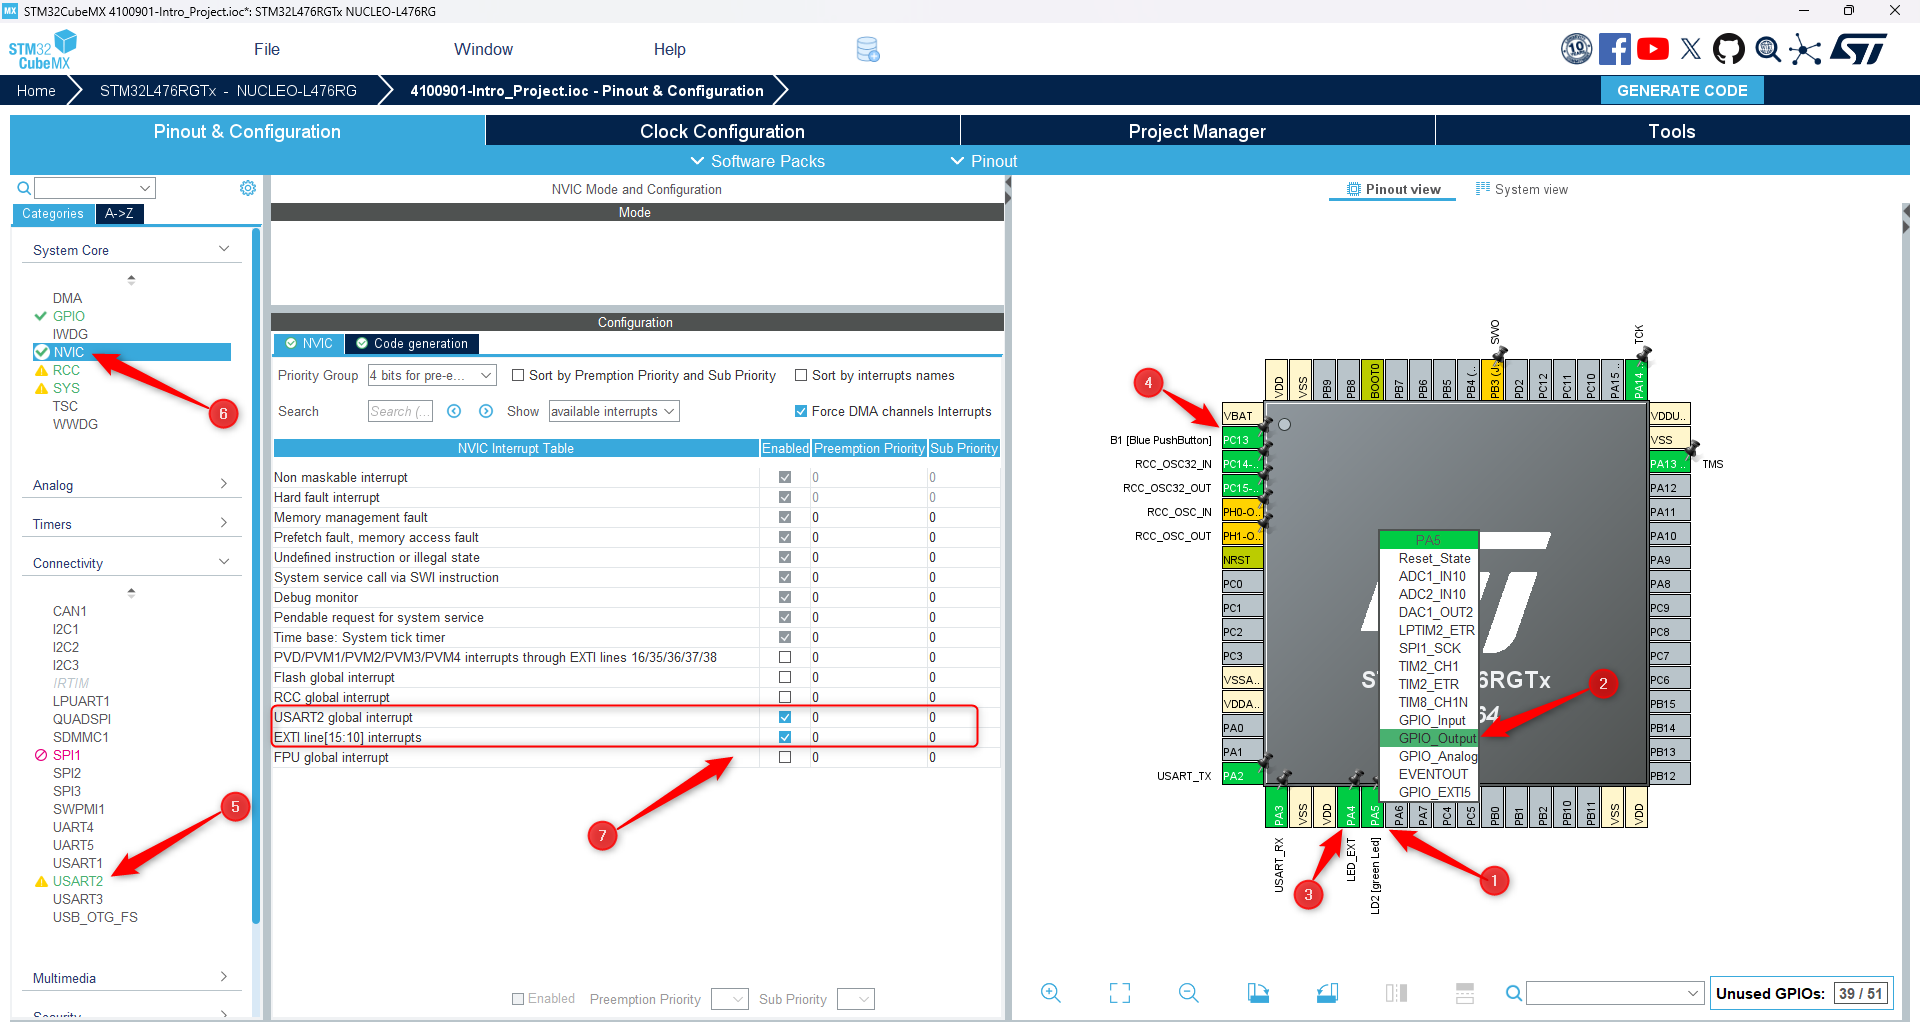 STM32CubeMX 4100901-Intro_Project.ioc*: STM32L476RGTx NUCLEO-L476RG
STM32
CubeMX
File
Window
Help
10
Home
STM32L476RGTx - NUCLEO-L476RG
4100901-Intro_Project.ioc - Pinout & Configuration
GENERATE CODE
Pinout & Configuration
Clock Configuration
Project Manager
Tools
Software Packs
Pinout
Categories
A->Z
System Core
DMA
GPIO
IWDG
NVIC
RCC
SYS
TSC
WWDG
6
Analog
Timers
Connectivity
CAN1
I2C1
I2C2
I2C3
IRTIM
LPUART1
QUADSPI
SDMMC1
SPI1
SPI2
SPI3
SWPMI1
UART4
UART5
USART1
USART2
USART3
USB_OTG_FS
5
Multimedia
Security
NVIC Mode and Configuration
Mode
Configuration
NVIC
Code generation
Priority Group
4 bits for pre-e...
Sort by Premption Priority and Sub Priority
Sort by interrupts names
Search
Search (...
Show
available interrupts
Force DMA channels Interrupts
NVIC Interrupt Table Enabled Preemption Priority Sub Priority
Non maskable interrupt 0 0
Hard fault interrupt 0 0
Memory management fault 0 0
Prefetch fault, memory access fault 0 0
Undefined instruction or illegal state 0 0
System service call via SWI instruction 0 0
Debug monitor 0 0
Pendable request for system service 0 0
Time base: System tick timer 0 0
PVD/PVM1/PVM2/PVM3/PVM4 interrupts through EXTI lines 16/35/36/37/38 0 0
Flash global interrupt 0 0
RCC global interrupt 0 0
USART2 global interrupt 0 0
EXTI line[15:10] interrupts 0 0
FPU global interrupt 0 0
7
Enabled
Preemption Priority
Sub Priority
Pinout view
System view
SWO
TCK
VDD
VSS
PB9
PB8
BOOT0
PB7
PB6
PB5
PB4 (..
PB3 (J..
PD2
PC12
PC11
PC10
PA15 ..
PA14
4
VBAT
B1 [Blue PushButton] PC13
RCC_OSC32_IN PC14-..
RCC_OSC32_OUT PC15-..
RCC_OSC_IN PH0-O..
RCC_OSC_OUT PH1-O..
NRST
PC0
PC1
PC2
PC3
VSSA..
VDDA..
PA0
PA1
USART_TX PA2
VDDU..
VSS
PA13 .. TMS
PA12
PA11
PA10
PA9
PA8
PC9
PC8
PC7
PC6
PB15
PB14
PB13
PB12
PA5
Reset_State
ADC1_IN10
ADC2_IN10
DAC1_OUT2
LPTIM2_ETR
SPI1_SCK
TIM2_CH1
TIM2_ETR
TIM8_CH1N
GPIO_Input
GPIO_Output
GPIO_Analog
EVENTOUT
GPIO_EXTI5
2
PA3
VSS
VDD
PA4
PA5
PA6
PA7
PC4
PC5
PB0
PB1
PB2
PB10
PB11
VSS
VDD
USART_RX
LED_EXT
LD2 [green Led]
3
1
Unused GPIOs: 39 / 51